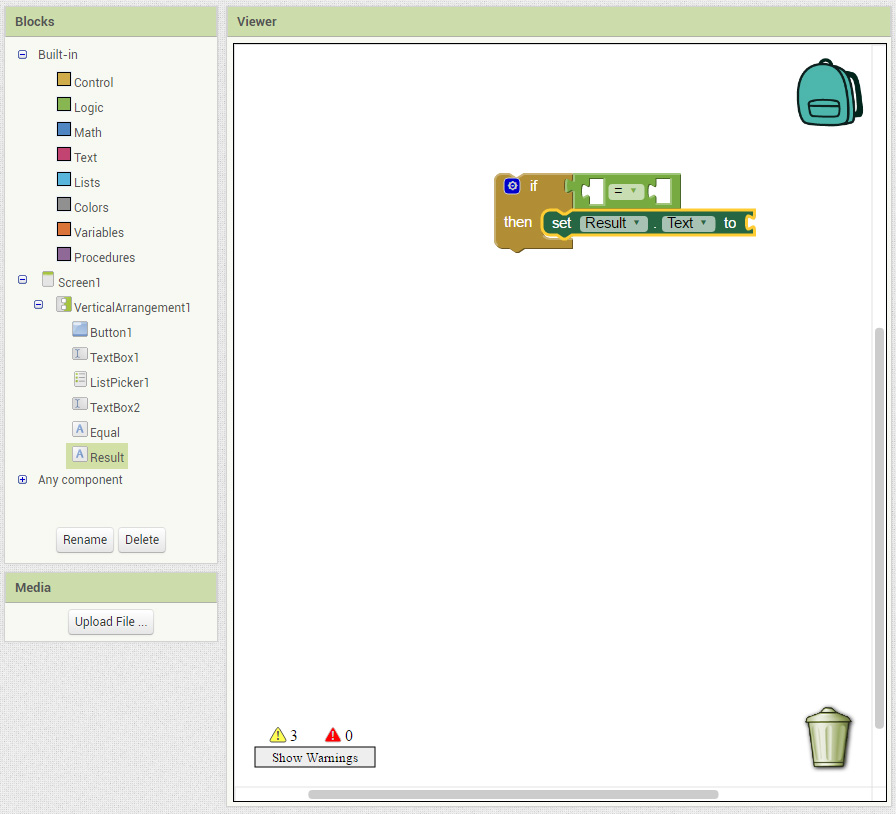 Blocks
Built-in
Control
Logic
Math
Text
Lists
Colors
Variables
Procedures
Screen1
VerticalArrangement1
Button1
TextBox1
ListPicker1
TextBox2
Equal
Result
Any component
Rename Delete
Media
Upload File ...
Viewer
if =
then set Result . Text to
3 0
Show Warnings